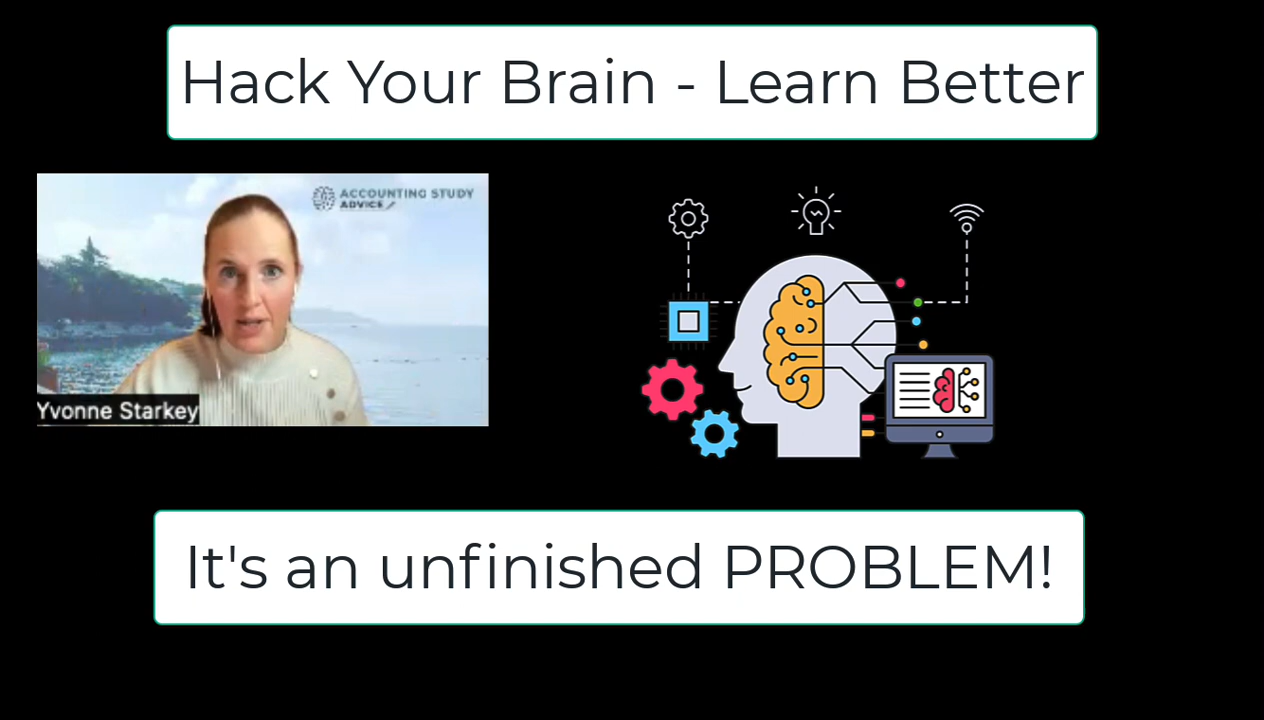 Hack Your Brain - Learn Better
ACCOUNTING STUDY
ADVICE
Yvonne Starkey
It's an unfinished PROBLEM!